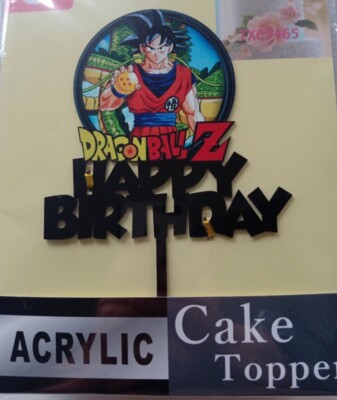 DRAGON BALL Z
HAPPY
BIRTHDAY
ACRYLIC
Cake
Topper